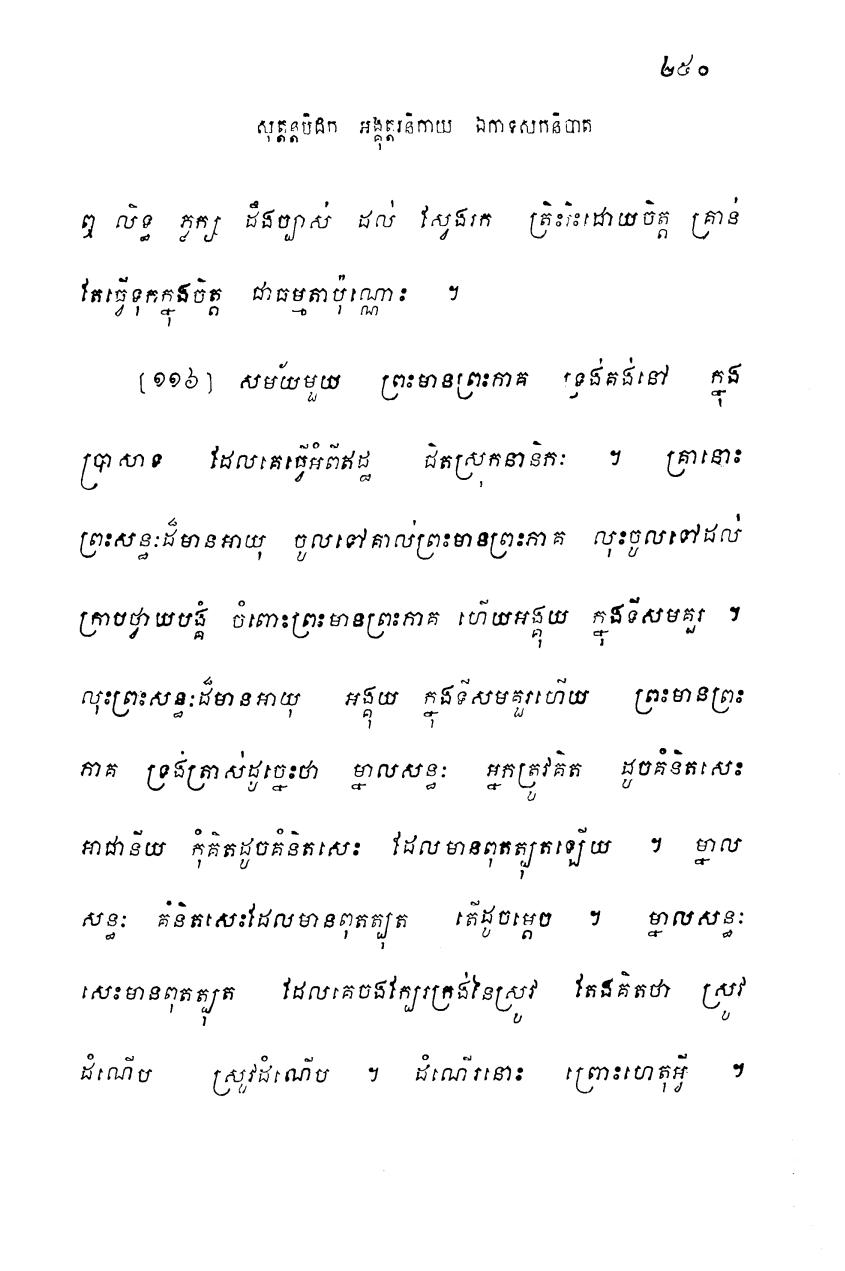 ២៥០
សុត្តន្តបិដក អង្គុត្តរនិកាយ ឯកាទសកនិបាត
ឮ លិទ្ធ ភ្លក្ស ដឹងច្បាស់ ដល់ ស្វែងរក ត្រិះរិះដោយចិត្ត គ្រាន់
តែធ្វើទុកក្នុងចិត្ត ជាធម្មតាប៉ុណ្ណោះ ។
[១១៦] សម័យមួយ ព្រះមានព្រះភាគ ទ្រង់គង់នៅ ក្នុង
ប្រាសាទ ដែលគេធ្វើអំពីឥដ្ឋ ជិតស្រុកនានិកៈ ។ គ្រានោះ
ព្រះសន្ធៈដ៏មានអាយុ ចូលទៅគាល់ព្រះមានព្រះភាគ លុះចូលទៅដល់
ក្រាបថ្វាយបង្គំ ចំពោះព្រះមានព្រះភាគ ហើយអង្គុយ ក្នុងទីសមគួរ ។
លុះព្រះសន្ធៈដ៏មានអាយុ អង្គុយ ក្នុងទីសមគួរហើយ ព្រះមានព្រះ
ភាគ ទ្រង់ត្រាស់ដូច្នេះថា ម្នាលសន្ធៈ អ្នកត្រូវគិត ដូចគំនិតសេះ
អាជានីយ កុំគិតដូចគំនិតសេះ ដែលមានពុតត្បុតឡើយ ។ ម្នាល
សន្ធៈ គំនិតសេះដែលមានពុតត្បុត តើដូចម្តេច ។ ម្នាលសន្ធៈ
សេះមានពុតត្បុត ដែលគេចងក្បែរក្រង់នៃស្រូវ តែងគិតថា ស្រូវ
ដំណើប ស្រូវដំណើប ។ ដំណើរនោះ ព្រោះហេតុអ្វី ។